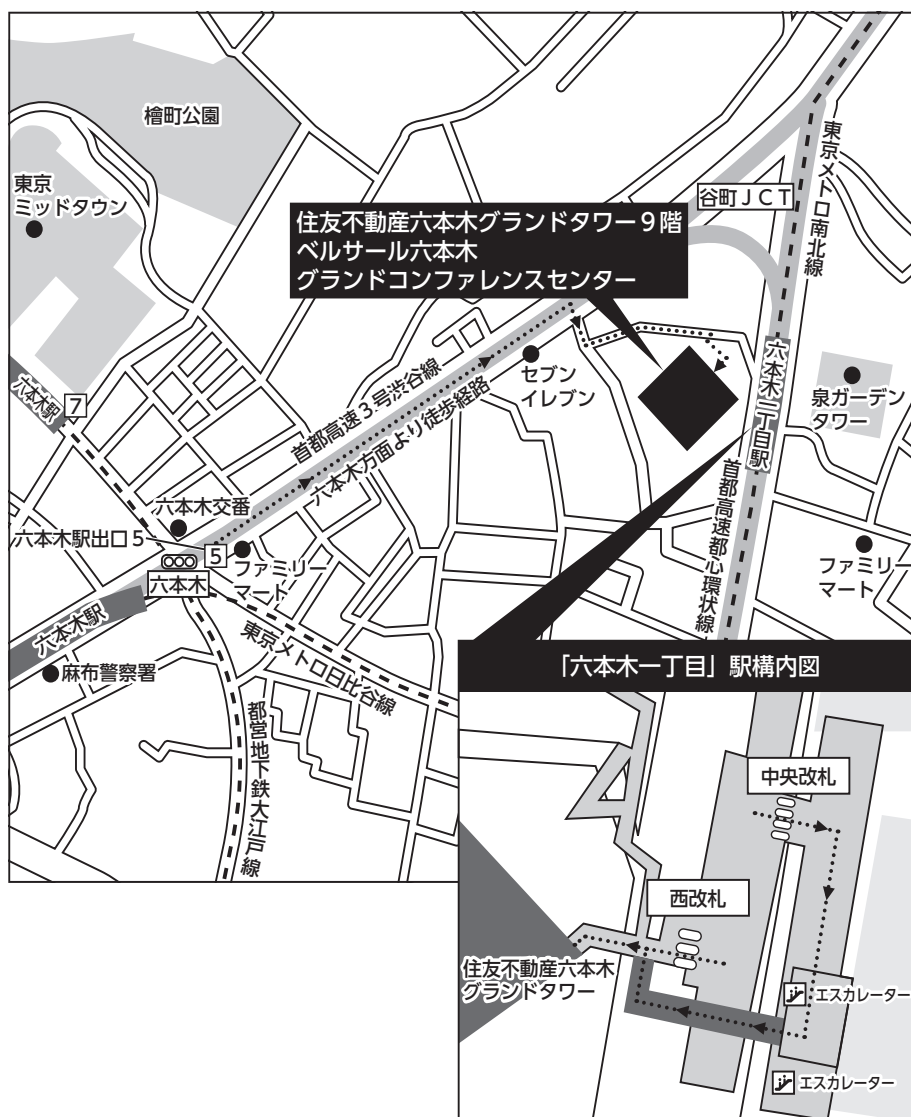 檜町公園
東京
ミッドタウン
谷町JCT
東京メトロ南北線
住友不動産六本木グランドタワー9階
ベルサール六本木
グランドコンファレンスセンター
セブン
イレブン
六本木一丁目駅
泉ガーデン
タワー
六本木駅
7
首都高速3号渋谷線
六本木方面より徒歩経路
首都高速都心環状線
六本木交番
六本木駅出口5
5
ファミリー
マート
六本木
ファミリー
マート
六本木駅
東京メトロ日比谷線
麻布警察署
都営地下鉄大江戸線
「六本木一丁目」駅構内図
中央改札
西改札
住友不動産六本木
グランドタワー
エスカレーター
エスカレーター